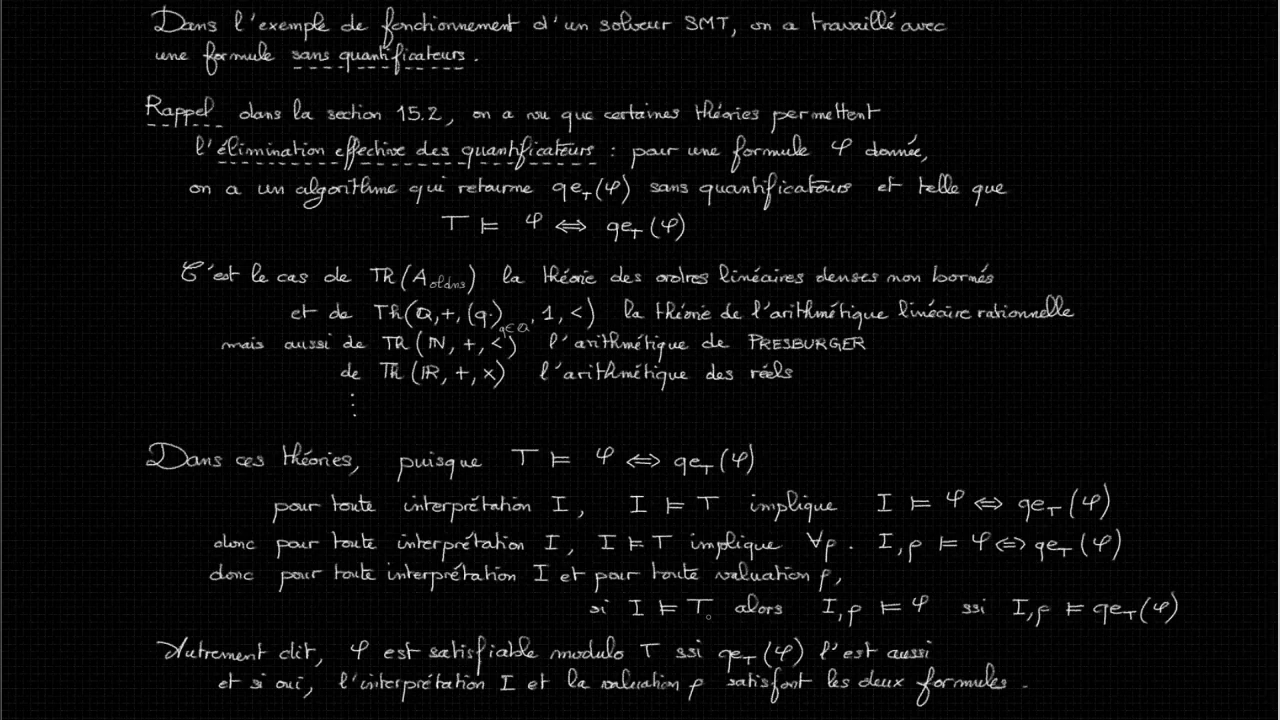 Dans l'exemple de fonctionnement d'un solveur SMT, on a travaillé avec
une formule sans quantificateurs.
Rappel dans la section 15.2, on a vu que certaines théories permettent
l'élimination effective des quantificateurs : pour une formule φ donnée,
on a un algorithme qui retourne qe_T(φ) sans quantificateurs et telle que
T ⊨ φ ⇔ qe_T(φ)
C'est le cas de Th(A_oldns) la théorie des ordres linéaires denses non bornés
et de Th(ℚ,+,(q·)_{q∈ℚ},1,<) la théorie de l'arithmétique linéaire rationnelle
mais aussi de Th(ℕ,+,<) l'arithmétique de PRESBURGER
de Th(ℝ,+,×) l'arithmétique des réels
⋮
Dans ces théories, puisque T ⊨ φ ⇔ qe_T(φ)
pour toute interprétation I, I ⊨ T implique I ⊨ φ ⇔ qe_T(φ)
donc pour toute interprétation I, I ⊨ T implique ∀ρ. I,ρ ⊨ φ ⇔ qe_T(φ)
donc pour toute interprétation I et pour toute valuation ρ,
si I ⊨ T alors I,ρ ⊨ φ ssi I,ρ ⊨ qe_T(φ)
Autrement dit, φ est satisfiable modulo T ssi qe_T(φ) l'est aussi
et si oui, l'interprétation I et la valuation ρ satisfont les deux formules.